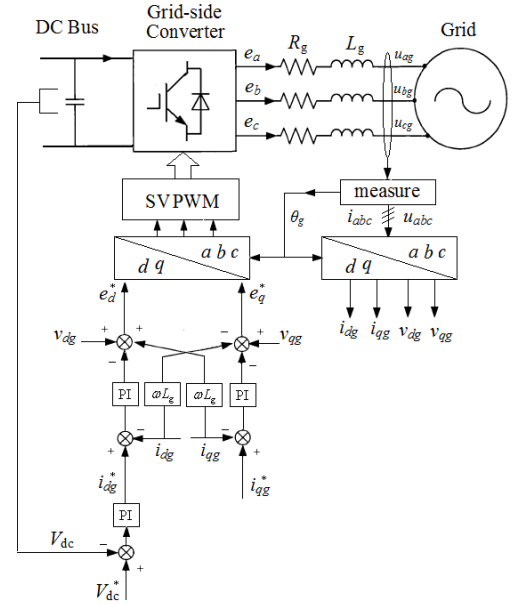 DC Bus
Grid-side
Converter
Grid
e_a
R_g
L_g
u_ag
e_b
u_bg
e_c
u_cg
SVPWM
measure
θ_g
i_abc
u_abc
a b c
d q
a b c
d q
e_d^*
e_q^*
i_dg
i_qg
v_dg
v_qg
v_dg
+
+
−
+
v_qg
−
−
PI
ωL_g
ωL_g
PI
+
−
−
+
i_dg
i_qg
i_dg^*
i_qg^*
PI
V_dc
−
+
V_dc^*